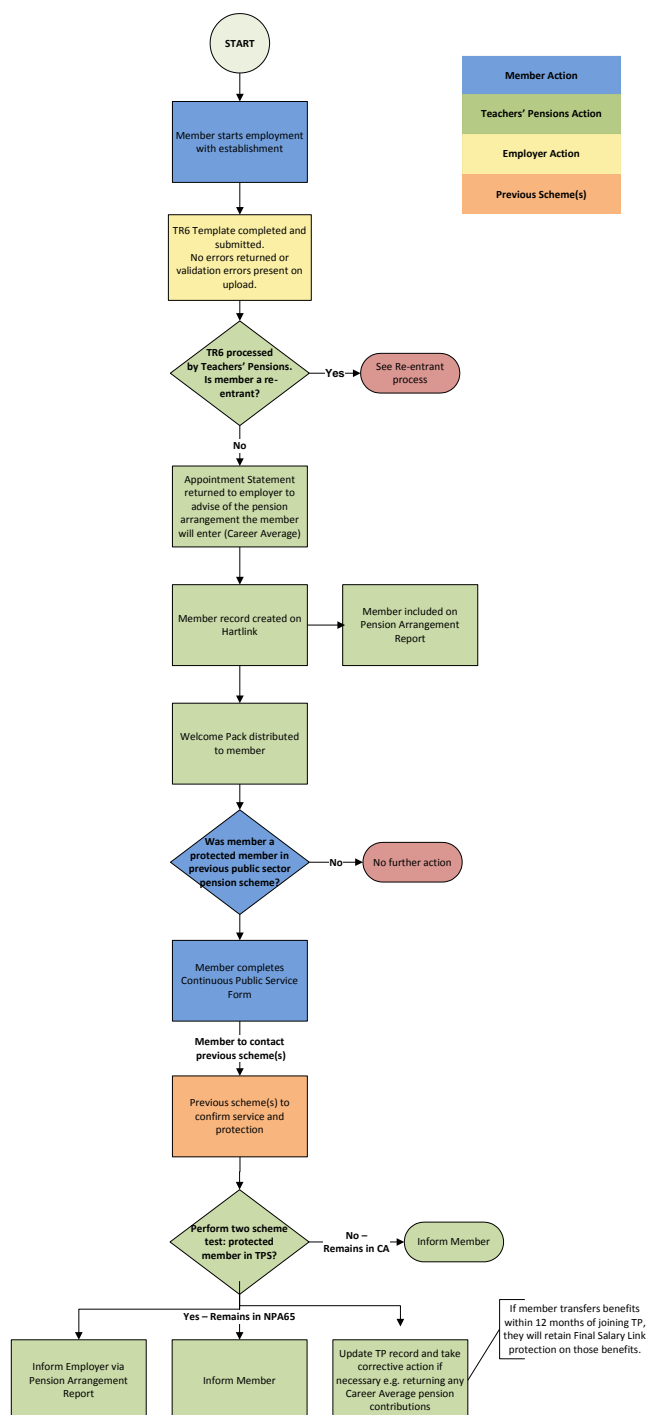 START
Member Action
Teachers' Pensions Action
Employer Action
Previous Scheme(s)
Member starts employment
with establishment
TR6 Template completed and
submitted.
No errors returned or
validation errors present on
upload.
TR6 processed
by Teachers' Pensions.
Is member a re-
entrant?
Yes
See Re-entrant
process
No
Appointment Statement
returned to employer to
advise of the pension
arrangement the member
will enter (Career Average)
Member record created on
Hartlink
Member included on
Pension Arrangement
Report
Welcome Pack distributed
to member
Was member a
protected member in
previous public sector
pension scheme?
No
No further action
Member completes
Continuous Public Service
Form
Member to contact
previous scheme(s)
Previous scheme(s) to
confirm service and
protection
Perform two scheme
test: protected
member in TPS?
No –
Remains in CA
Inform Member
Yes – Remains in NPA65
Inform Employer via
Pension Arrangement
Report
Inform Member
Update TP record and take
corrective action if
necessary e.g. returning any
Career Average pension
contributions
If member transfers benefits
within 12 months of joining TP,
they will retain Final Salary Link
protection on those benefits.